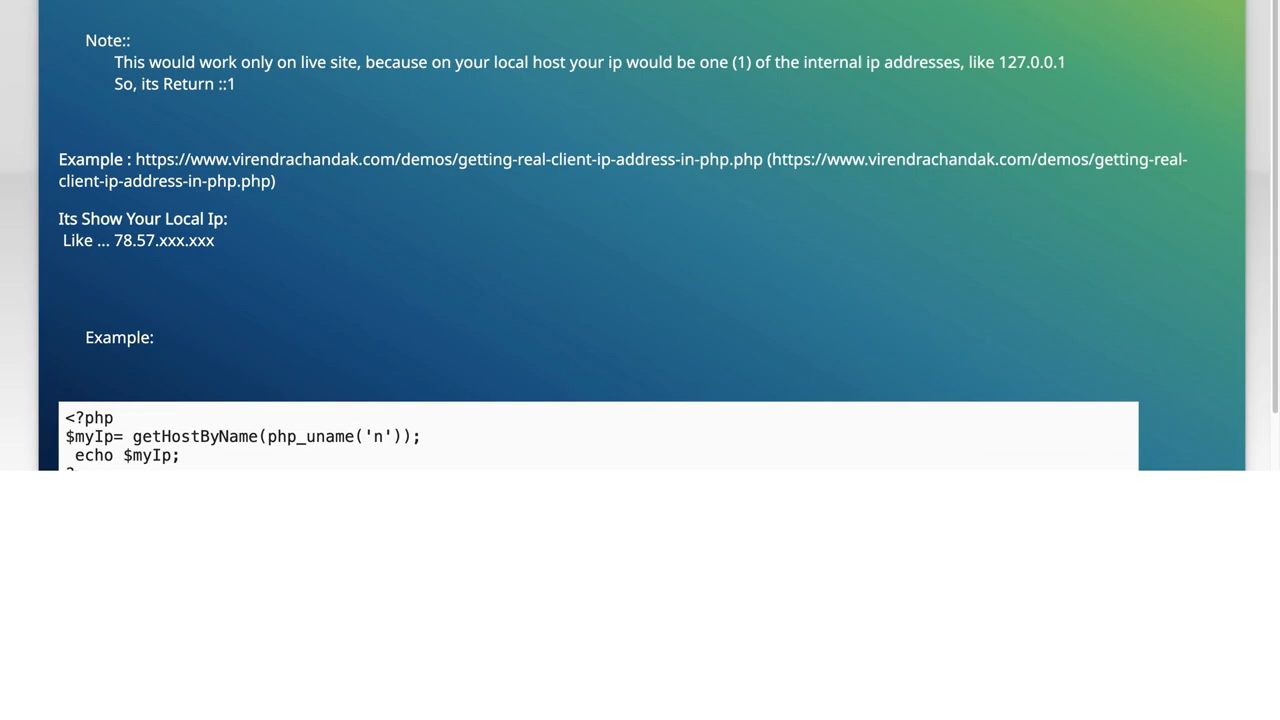 Note::
This would work only on live site, because on your local host your ip would be one (1) of the internal ip addresses, like 127.0.0.1
So, its Return ::1
Example : https://www.virendrachandak.com/demos/getting-real-client-ip-address-in-php.php (https://www.virendrachandak.com/demos/getting-real-
client-ip-address-in-php.php)
Its Show Your Local Ip:
Like ... 78.57.xxx.xxx
Example:
<?php
$myIp= getHostByName(php_uname('n'));
echo $myIp;